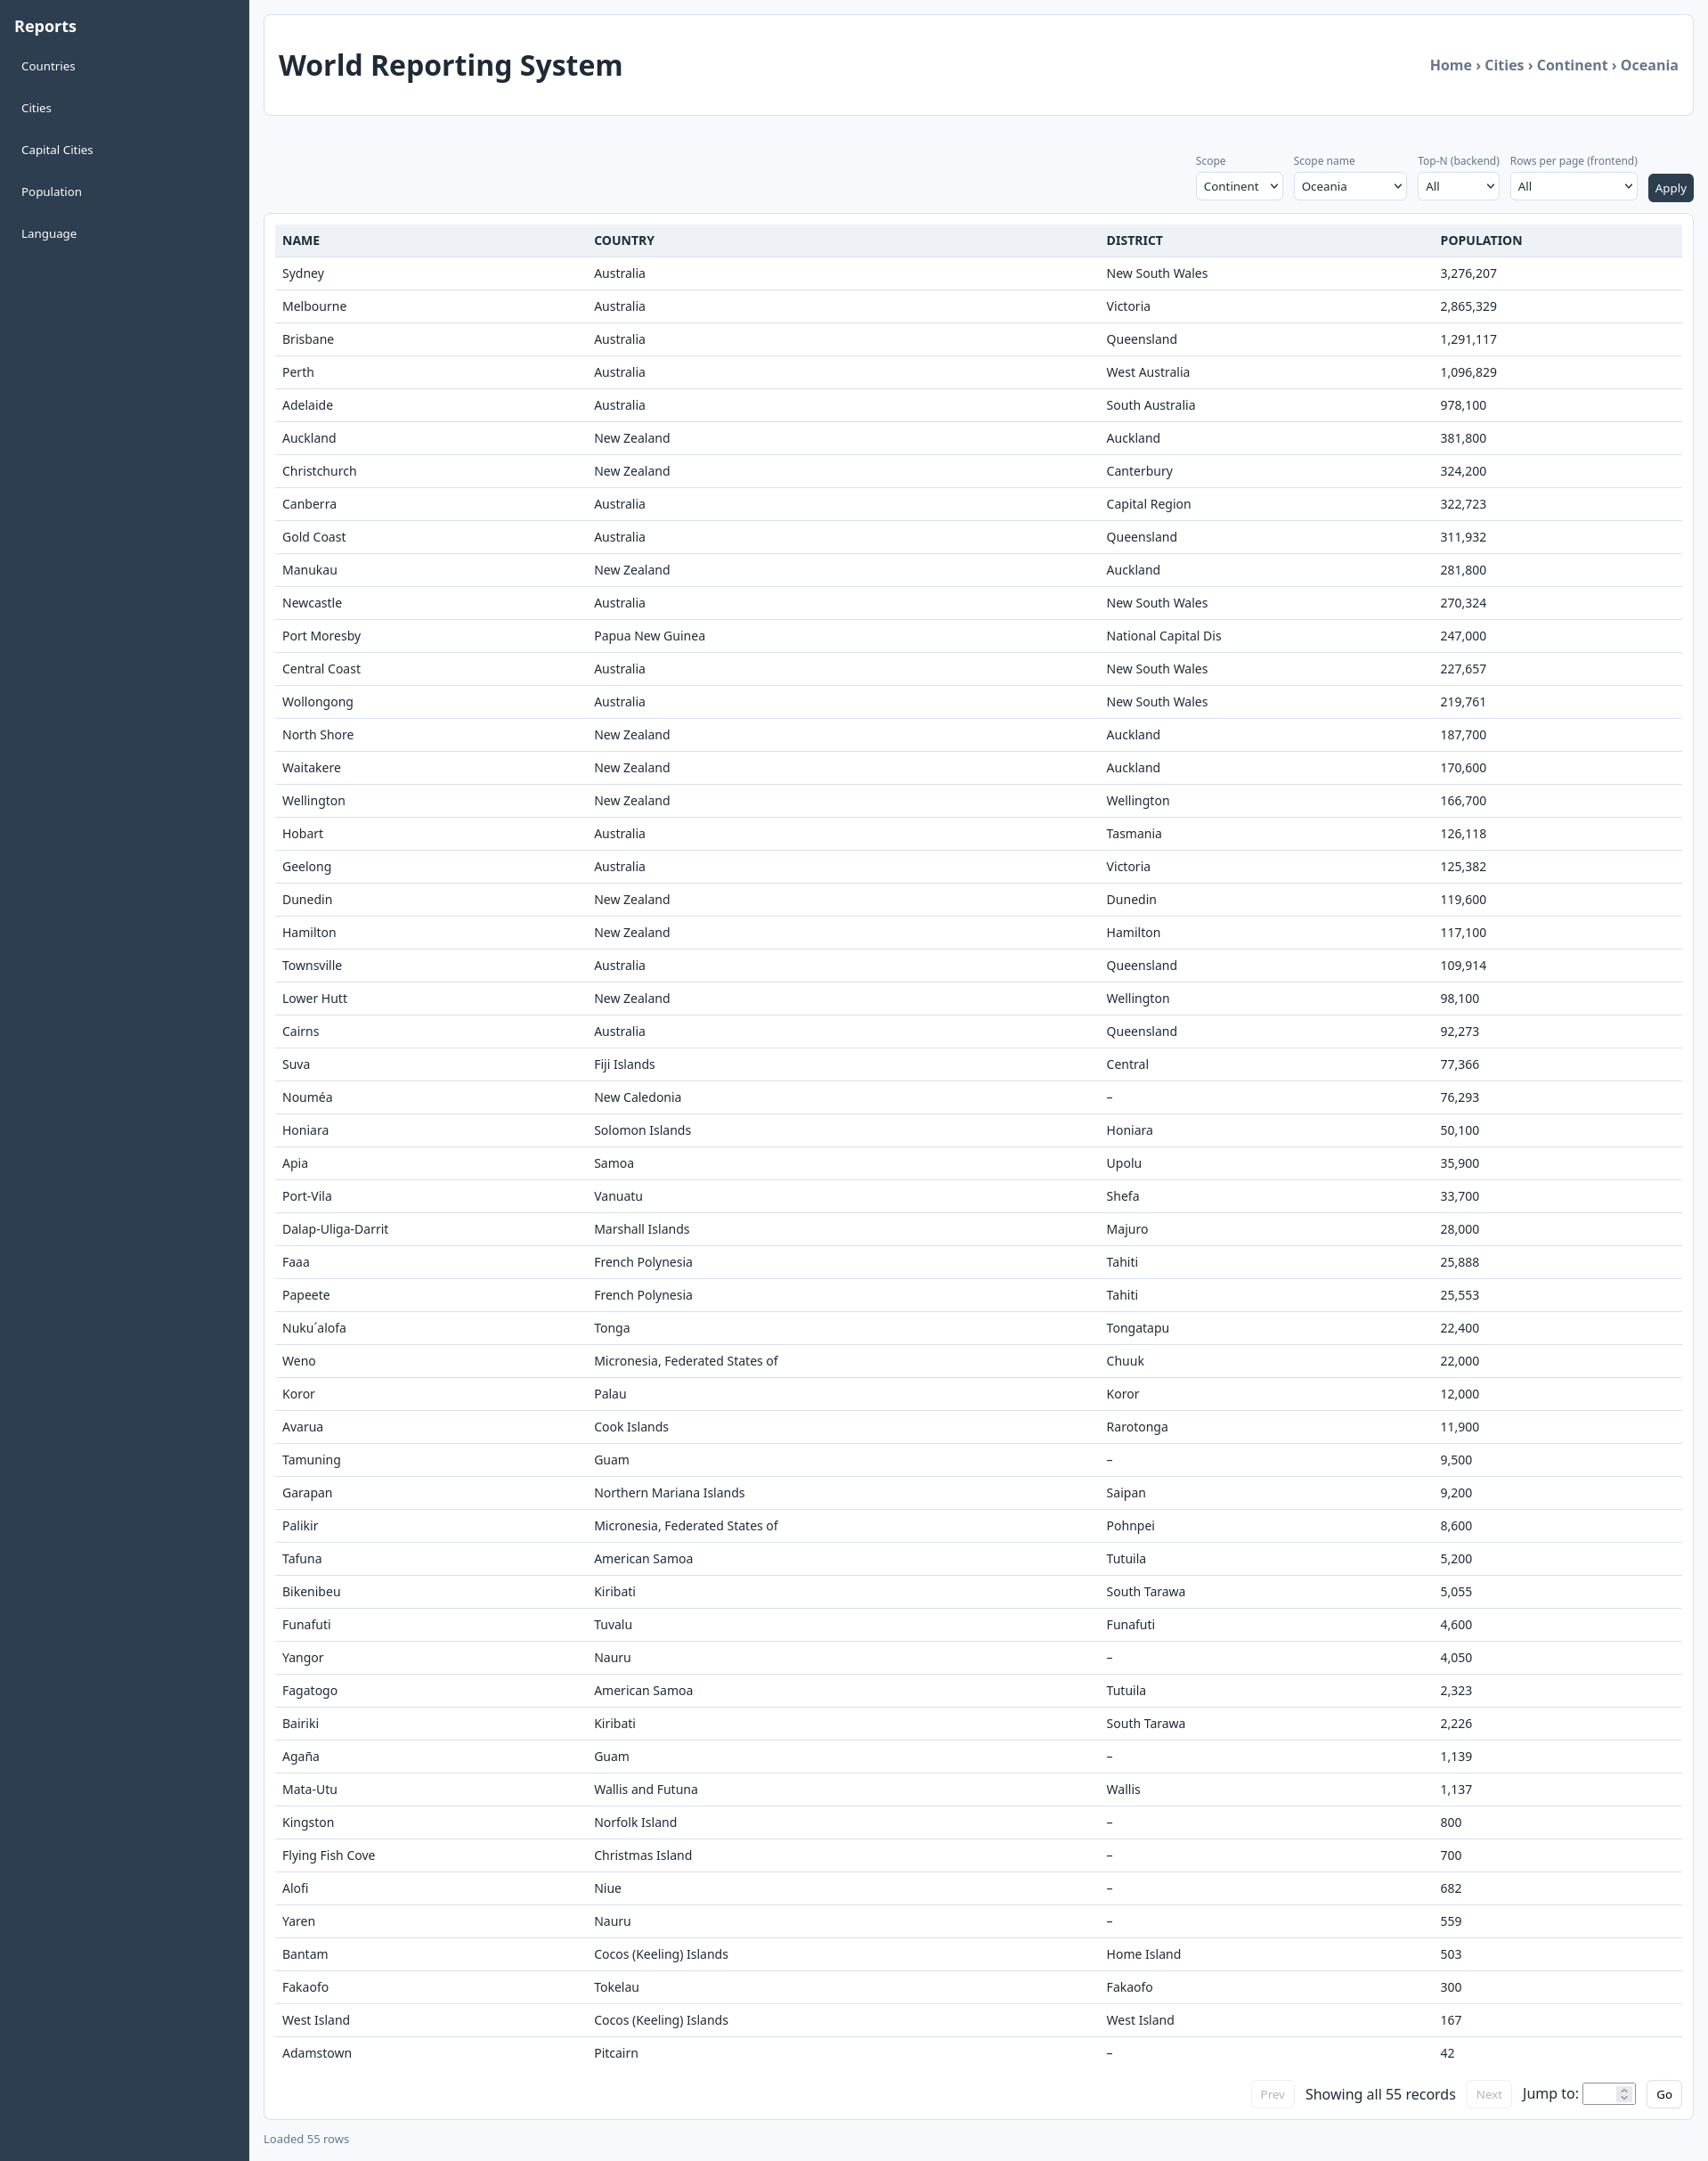 Reports
Countries
Cities
Capital Cities
Population
Language
World Reporting System
Home › Cities › Continent › Oceania
Scope Scope name Top-N (backend) Rows per page (frontend)
Continent Oceania All All Apply
NAME COUNTRY DISTRICT POPULATION
Sydney Australia New South Wales 3,276,207
Melbourne Australia Victoria 2,865,329
Brisbane Australia Queensland 1,291,117
Perth Australia West Australia 1,096,829
Adelaide Australia South Australia 978,100
Auckland New Zealand Auckland 381,800
Christchurch New Zealand Canterbury 324,200
Canberra Australia Capital Region 322,723
Gold Coast Australia Queensland 311,932
Manukau New Zealand Auckland 281,800
Newcastle Australia New South Wales 270,324
Port Moresby Papua New Guinea National Capital Dis 247,000
Central Coast Australia New South Wales 227,657
Wollongong Australia New South Wales 219,761
North Shore New Zealand Auckland 187,700
Waitakere New Zealand Auckland 170,600
Wellington New Zealand Wellington 166,700
Hobart Australia Tasmania 126,118
Geelong Australia Victoria 125,382
Dunedin New Zealand Dunedin 119,600
Hamilton New Zealand Hamilton 117,100
Townsville Australia Queensland 109,914
Lower Hutt New Zealand Wellington 98,100
Cairns Australia Queensland 92,273
Suva Fiji Islands Central 77,366
Nouméa New Caledonia – 76,293
Honiara Solomon Islands Honiara 50,100
Apia Samoa Upolu 35,900
Port-Vila Vanuatu Shefa 33,700
Dalap-Uliga-Darrit Marshall Islands Majuro 28,000
Faaa French Polynesia Tahiti 25,888
Papeete French Polynesia Tahiti 25,553
Nuku´alofa Tonga Tongatapu 22,400
Weno Micronesia, Federated States of Chuuk 22,000
Koror Palau Koror 12,000
Avarua Cook Islands Rarotonga 11,900
Tamuning Guam – 9,500
Garapan Northern Mariana Islands Saipan 9,200
Palikir Micronesia, Federated States of Pohnpei 8,600
Tafuna American Samoa Tutuila 5,200
Bikenibeu Kiribati South Tarawa 5,055
Funafuti Tuvalu Funafuti 4,600
Yangor Nauru – 4,050
Fagatogo American Samoa Tutuila 2,323
Bairiki Kiribati South Tarawa 2,226
Agaña Guam – 1,139
Mata-Utu Wallis and Futuna Wallis 1,137
Kingston Norfolk Island – 800
Flying Fish Cove Christmas Island – 700
Alofi Niue – 682
Yaren Nauru – 559
Bantam Cocos (Keeling) Islands Home Island 503
Fakaofo Tokelau Fakaofo 300
West Island Cocos (Keeling) Islands West Island 167
Adamstown Pitcairn – 42
Prev Showing all 55 records Next Jump to: Go
Loaded 55 rows